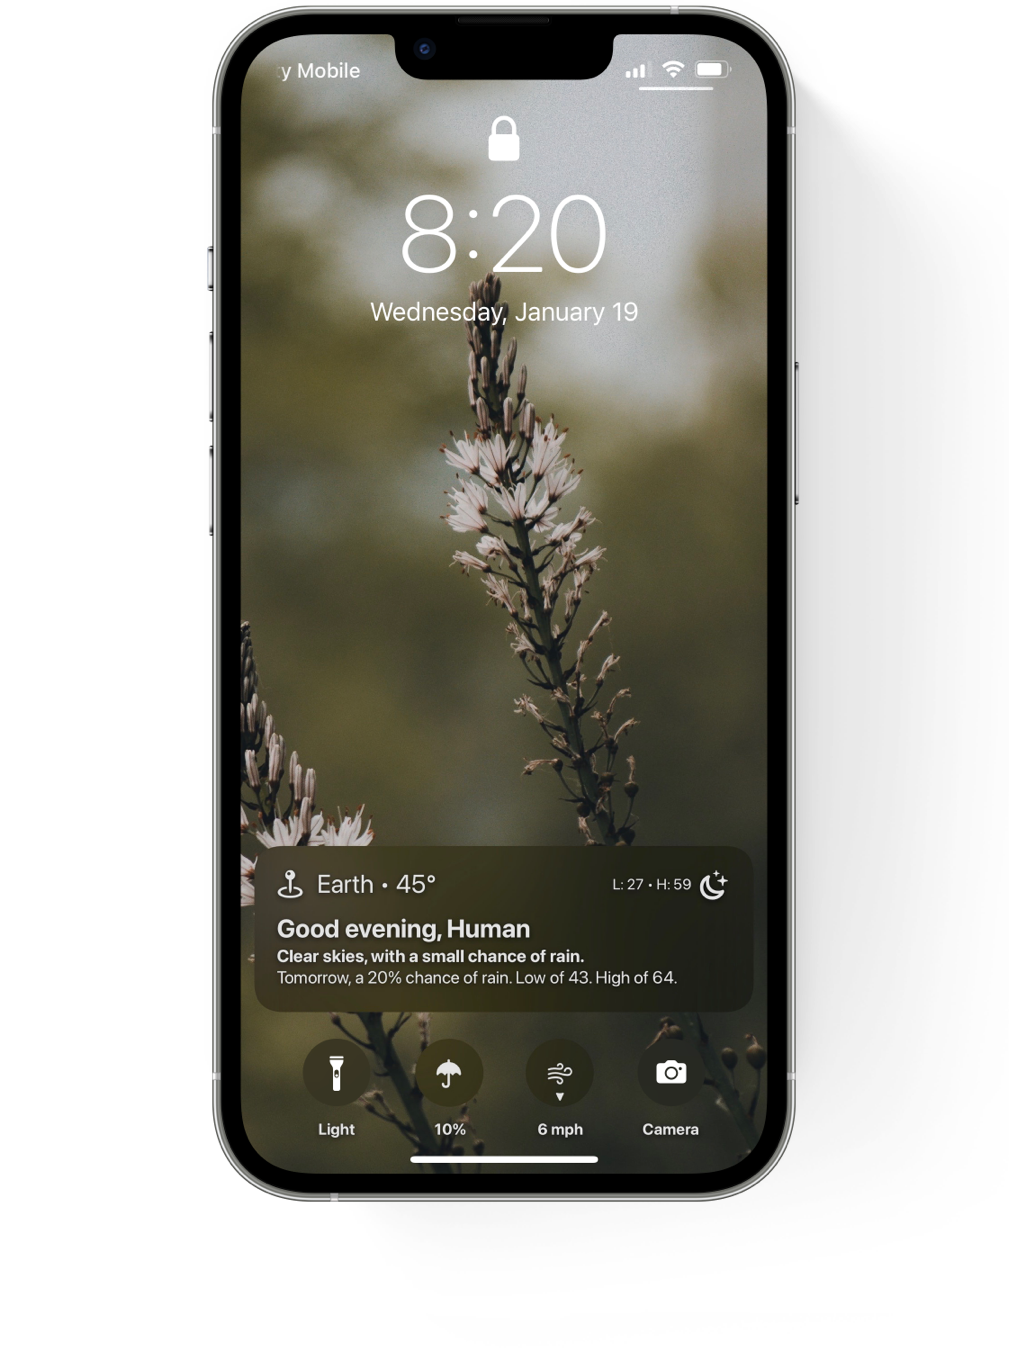 y Mobile
8:20
Wednesday, January 19
Earth • 45°
L: 27 • H: 59
Good evening, Human
Clear skies, with a small chance of rain.
Tomorrow, a 20% chance of rain. Low of 43. High of 64.
Light
10%
6 mph
Camera